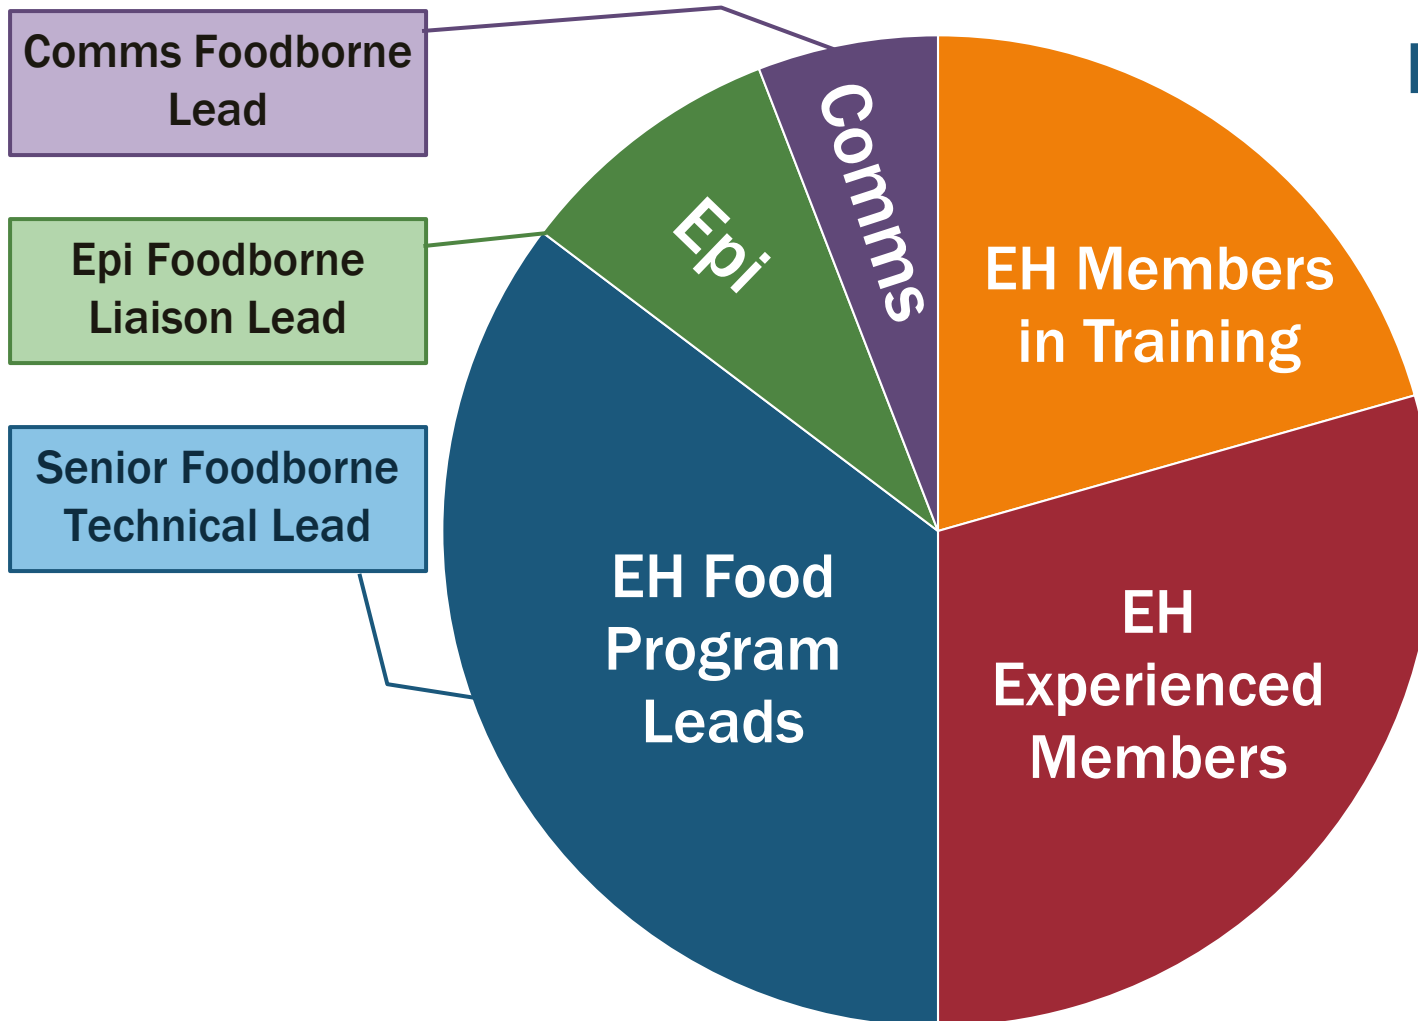 Comms Foodborne
Lead
Epi Foodborne
Liaison Lead
Senior Foodborne
Technical Lead
Comms
Epi
EH Members
in Training
EH Food
Program
Leads
EH
Experienced
Members